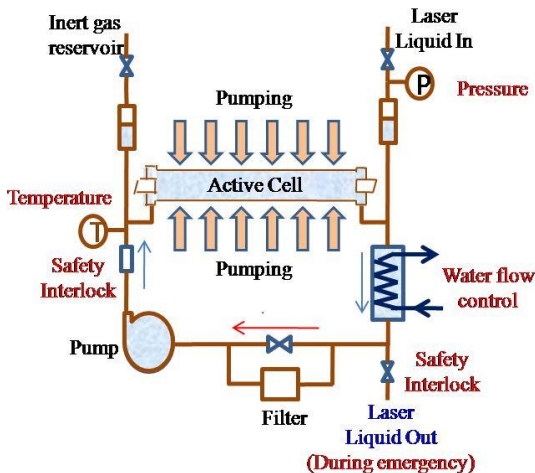 Inert gas
reservoir
Laser
Liquid In
P
Pressure
Pumping
Active Cell
Temperature
T
Pumping
Safety
Interlock
Water flow
control
Pump
Filter
Safety
Interlock
Laser
Liquid Out
(During emergency)